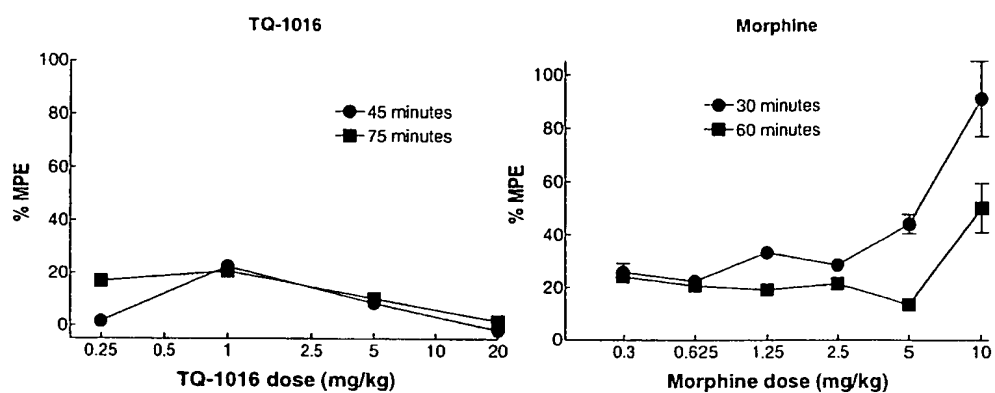 TQ-1016
100
80
60
40
20
0
% MPE
45 minutes
75 minutes
0.25 0.5 1 2.5 5 10 20
TQ-1016 dose (mg/kg)
Morphine
100
80
60
40
20
0
% MPE
30 minutes
60 minutes
0.3 0.625 1.25 2.5 5 10
Morphine dose (mg/kg)